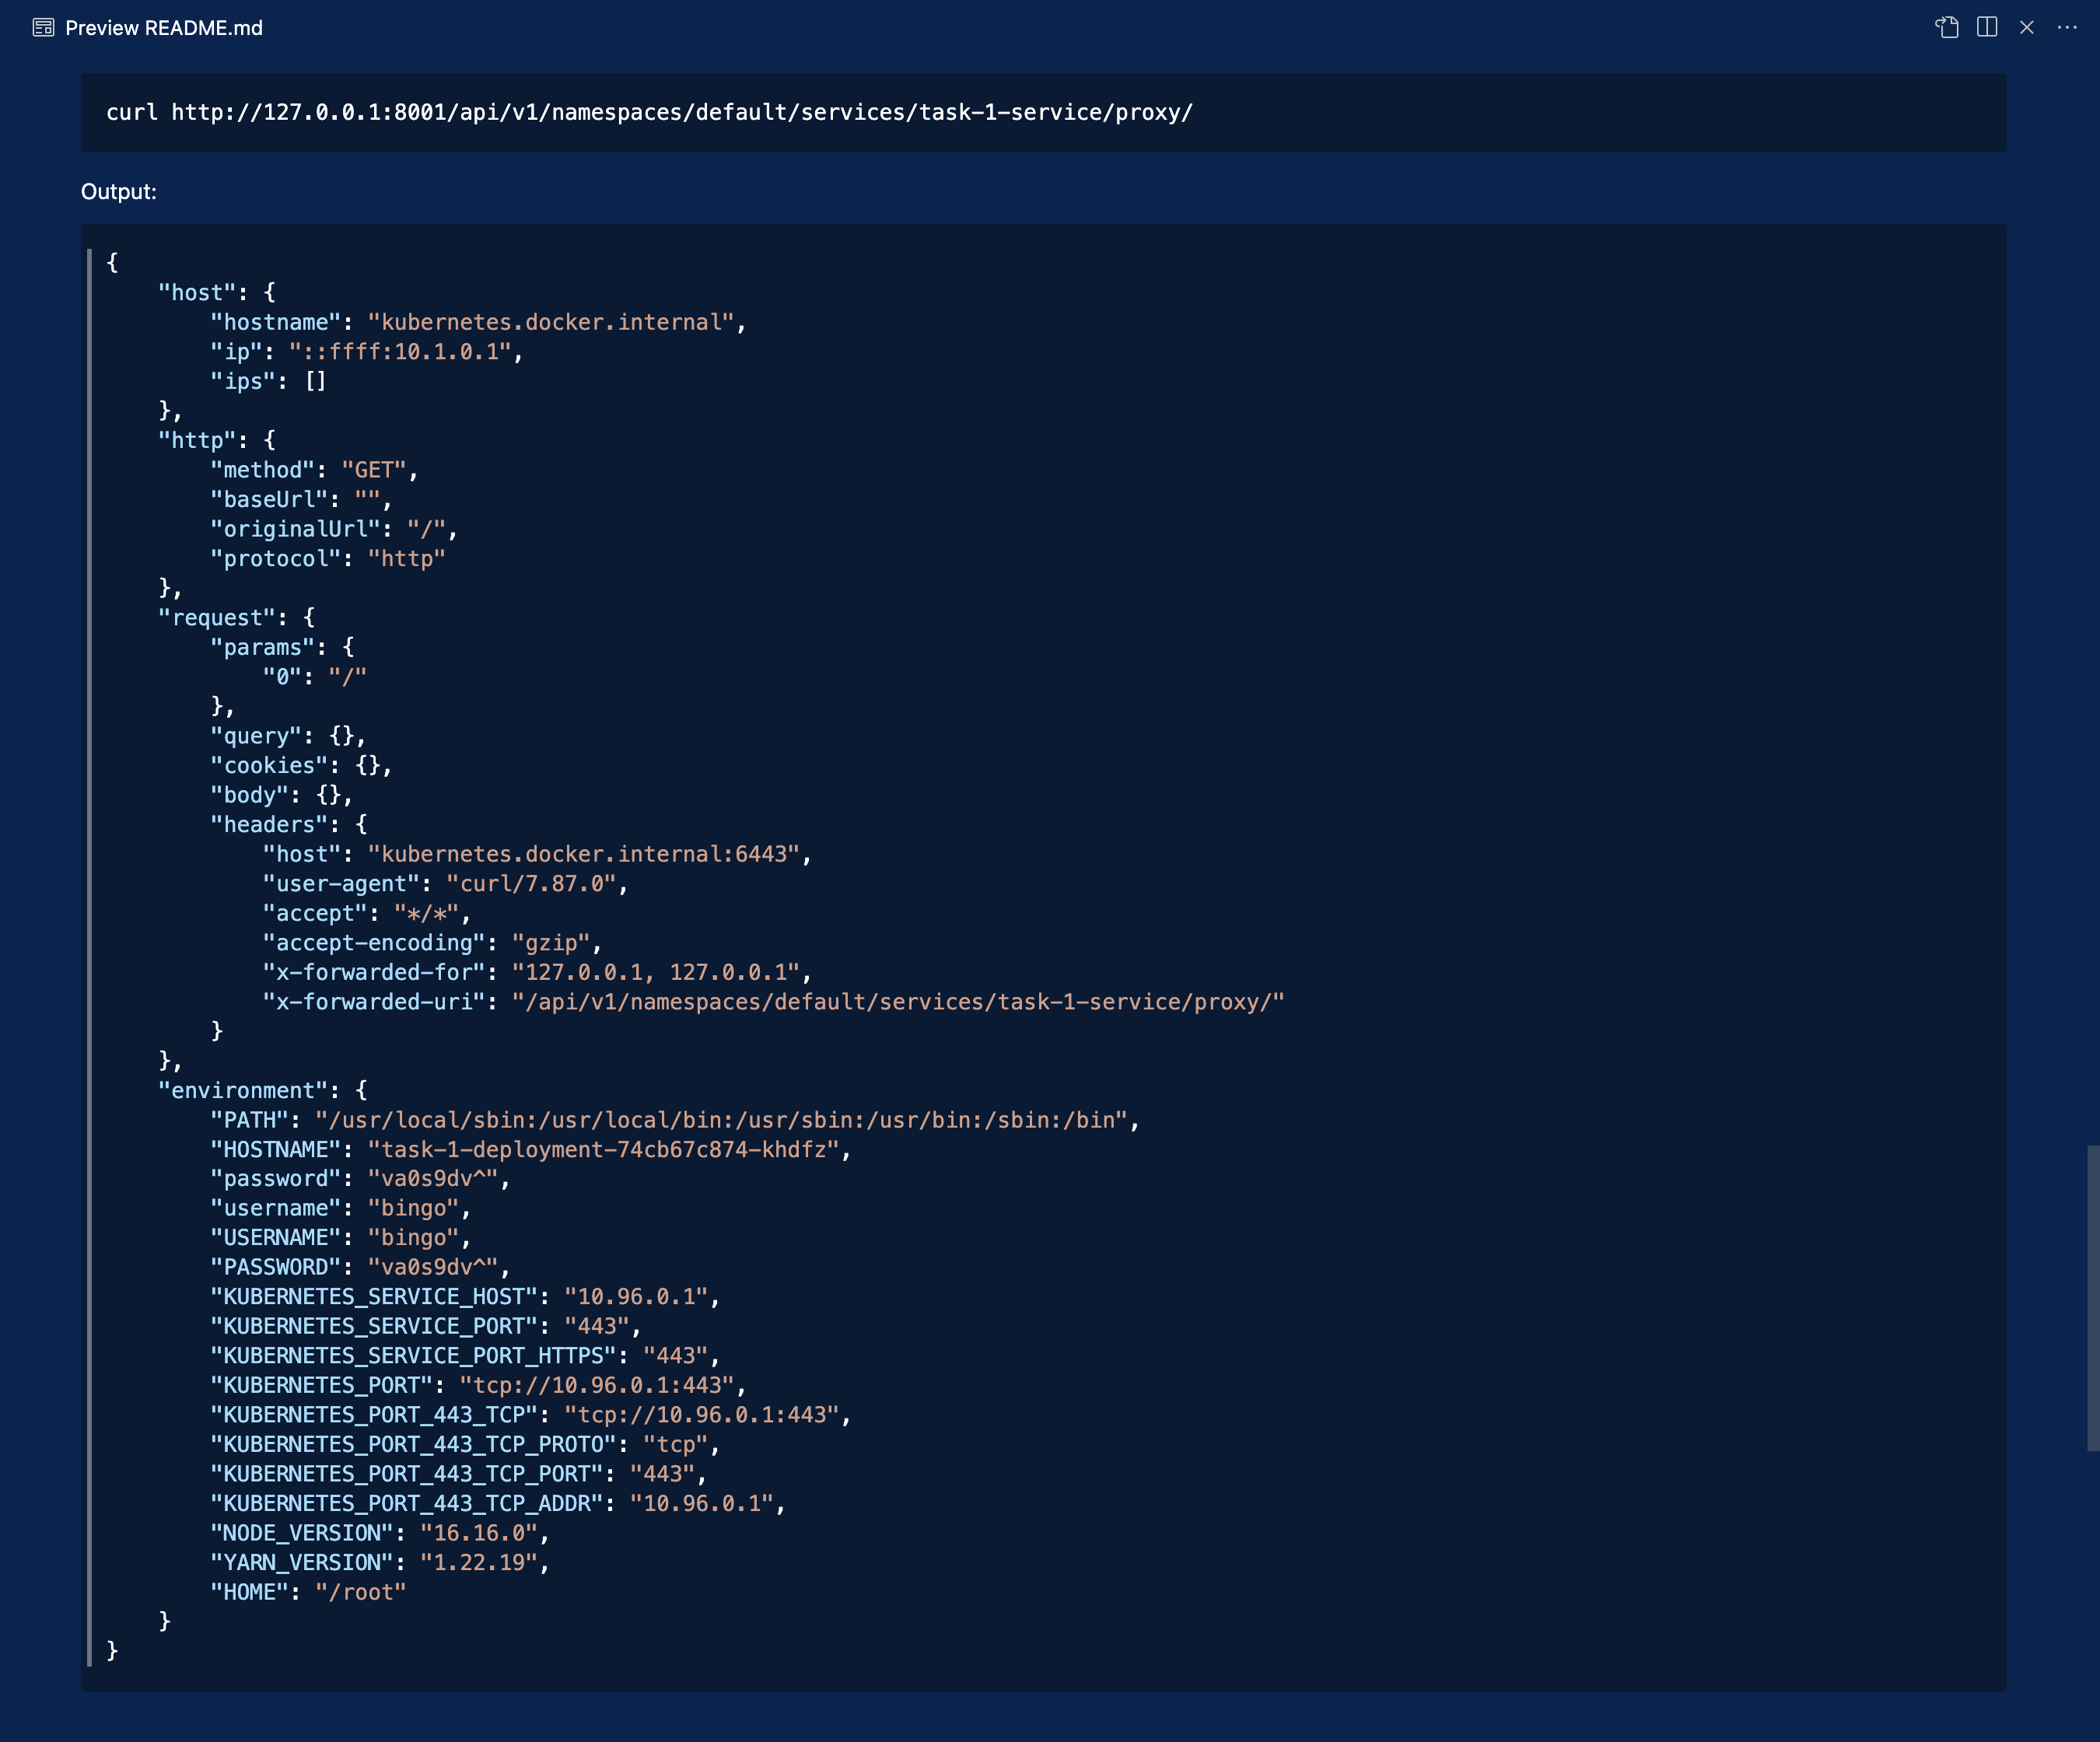 Preview README.md
curl http://127.0.0.1:8001/api/v1/namespaces/default/services/task-1-service/proxy/
Output:
{
    "host": {
        "hostname": "kubernetes.docker.internal",
        "ip": "::ffff:10.1.0.1",
        "ips": []
    },
    "http": {
        "method": "GET",
        "baseUrl": "",
        "originalUrl": "/",
        "protocol": "http"
    },
    "request": {
        "params": {
            "0": "/"
        },
        "query": {},
        "cookies": {},
        "body": {},
        "headers": {
            "host": "kubernetes.docker.internal:6443",
            "user-agent": "curl/7.87.0",
            "accept": "*/*",
            "accept-encoding": "gzip",
            "x-forwarded-for": "127.0.0.1, 127.0.0.1",
            "x-forwarded-uri": "/api/v1/namespaces/default/services/task-1-service/proxy/"
        }
    },
    "environment": {
        "PATH": "/usr/local/sbin:/usr/local/bin:/usr/sbin:/usr/bin:/sbin:/bin",
        "HOSTNAME": "task-1-deployment-74cb67c874-khdfz",
        "password": "va0s9dv^",
        "username": "bingo",
        "USERNAME": "bingo",
        "PASSWORD": "va0s9dv^",
        "KUBERNETES_SERVICE_HOST": "10.96.0.1",
        "KUBERNETES_SERVICE_PORT": "443",
        "KUBERNETES_SERVICE_PORT_HTTPS": "443",
        "KUBERNETES_PORT": "tcp://10.96.0.1:443",
        "KUBERNETES_PORT_443_TCP": "tcp://10.96.0.1:443",
        "KUBERNETES_PORT_443_TCP_PROTO": "tcp",
        "KUBERNETES_PORT_443_TCP_PORT": "443",
        "KUBERNETES_PORT_443_TCP_ADDR": "10.96.0.1",
        "NODE_VERSION": "16.16.0",
        "YARN_VERSION": "1.22.19",
        "HOME": "/root"
    }
}